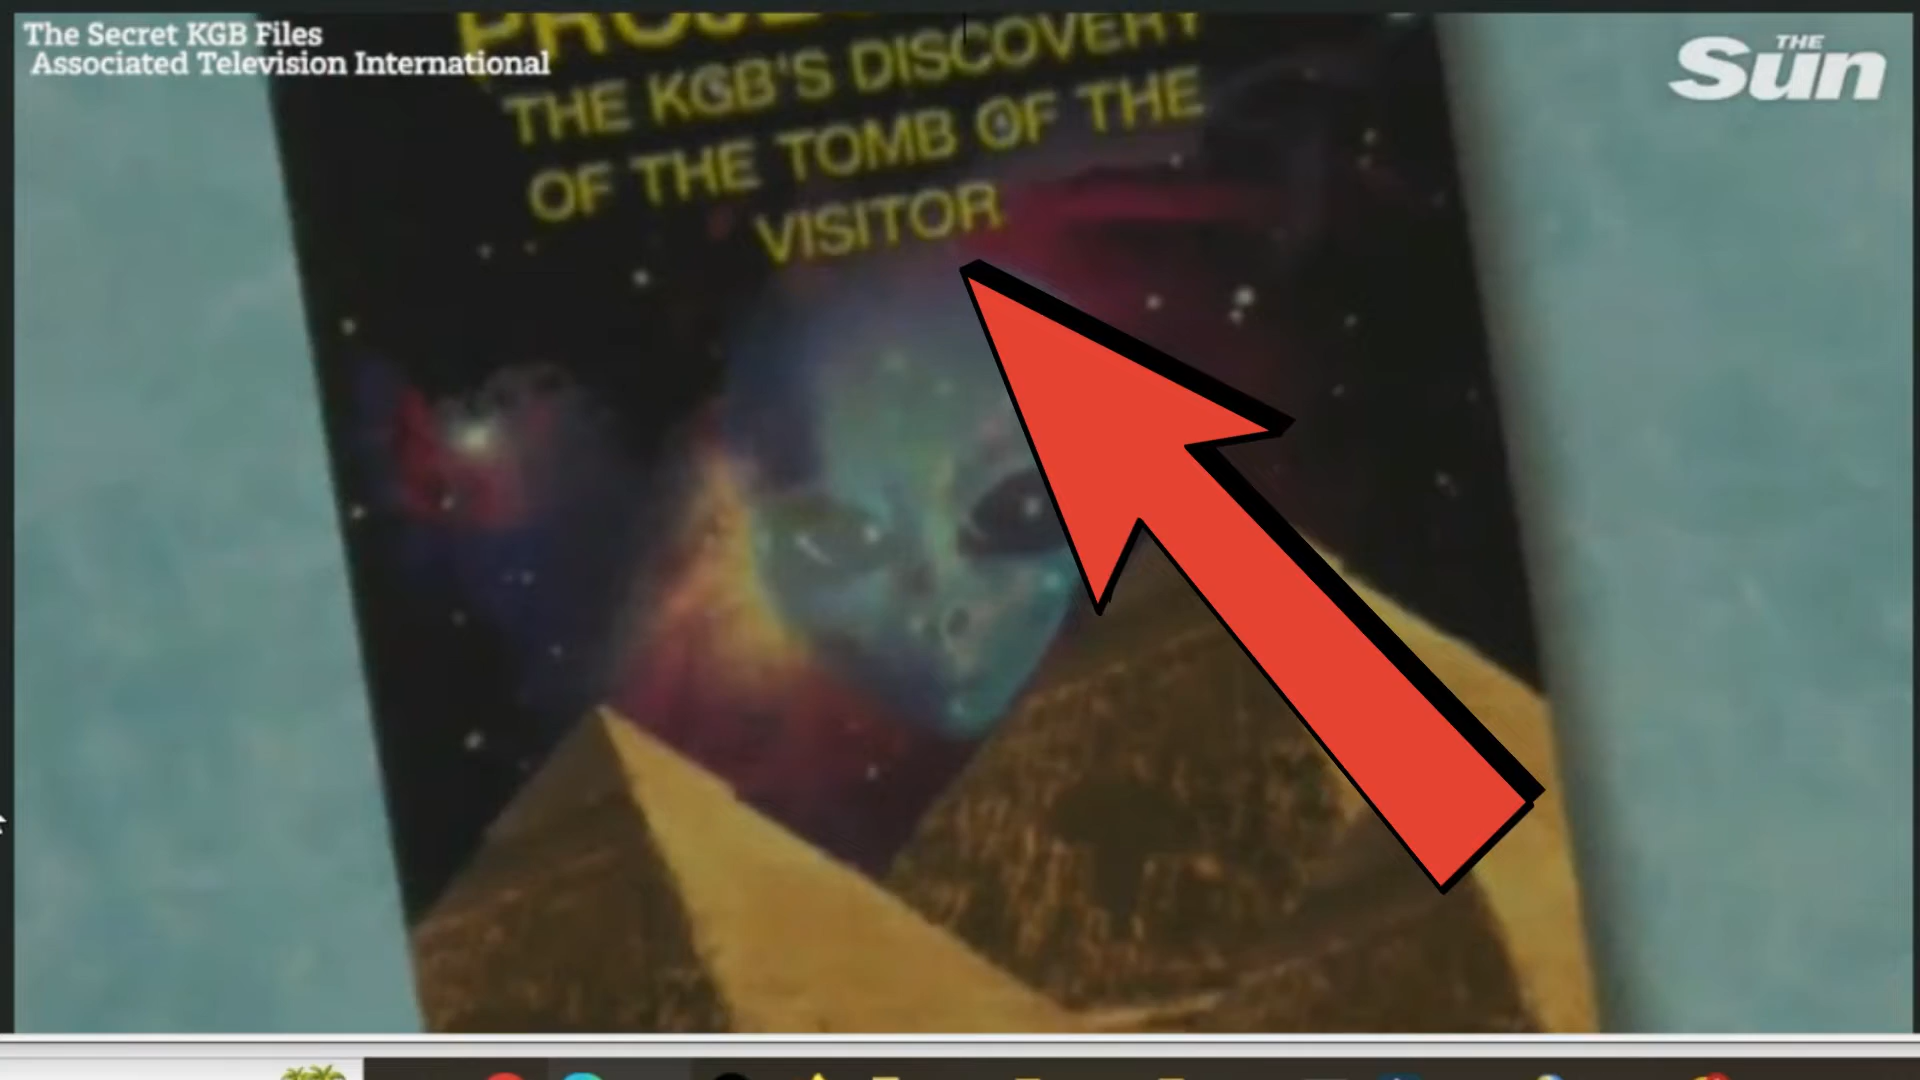 The Secret KGB Files
Associated Television International
THE Sun
THE KGB'S DISCOVERY
OF THE TOMB OF THE
VISITOR